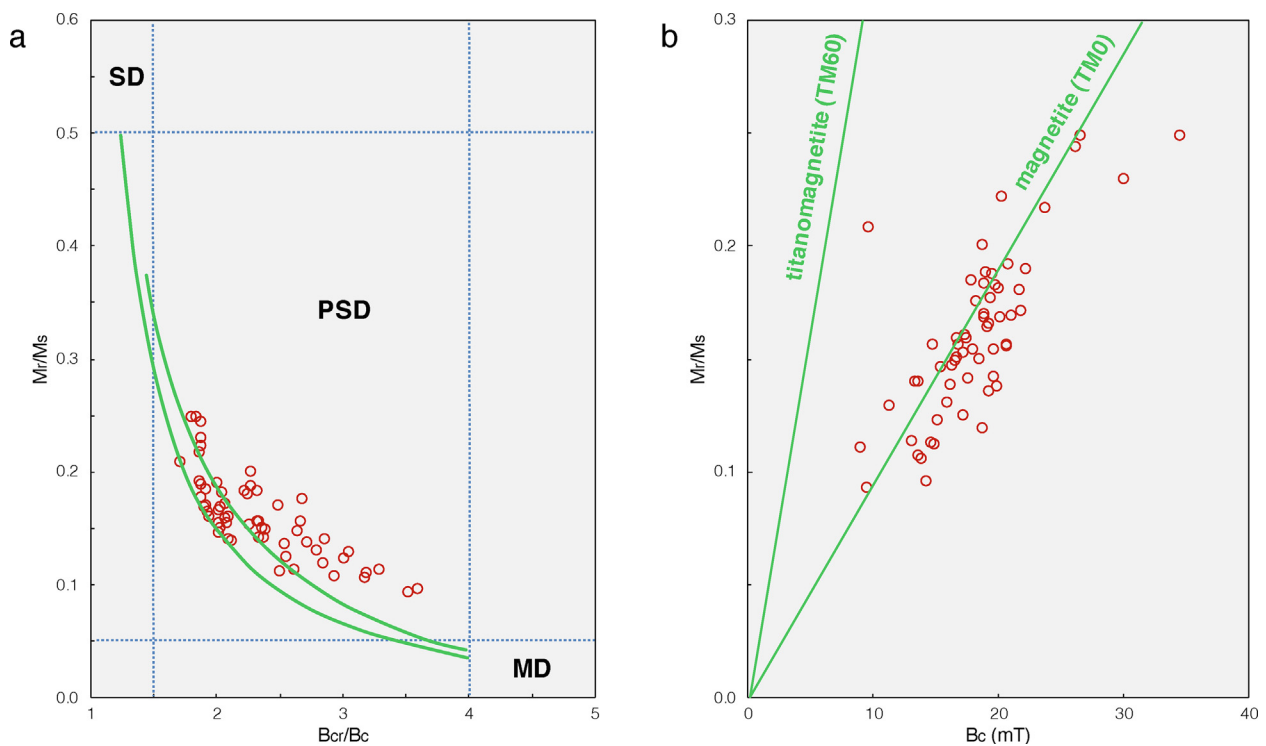 a
0.6
0.5
0.4
0.3
0.2
0.1
0.0
Mr/Ms
SD
PSD
MD
1 2 3 4 5
Bcr/Bc
b
0.3
0.2
0.1
0.0
Mr/Ms
titanomagnetite (TM60)
magnetite (TM0)
0 10 20 30 40
Bc (mT)